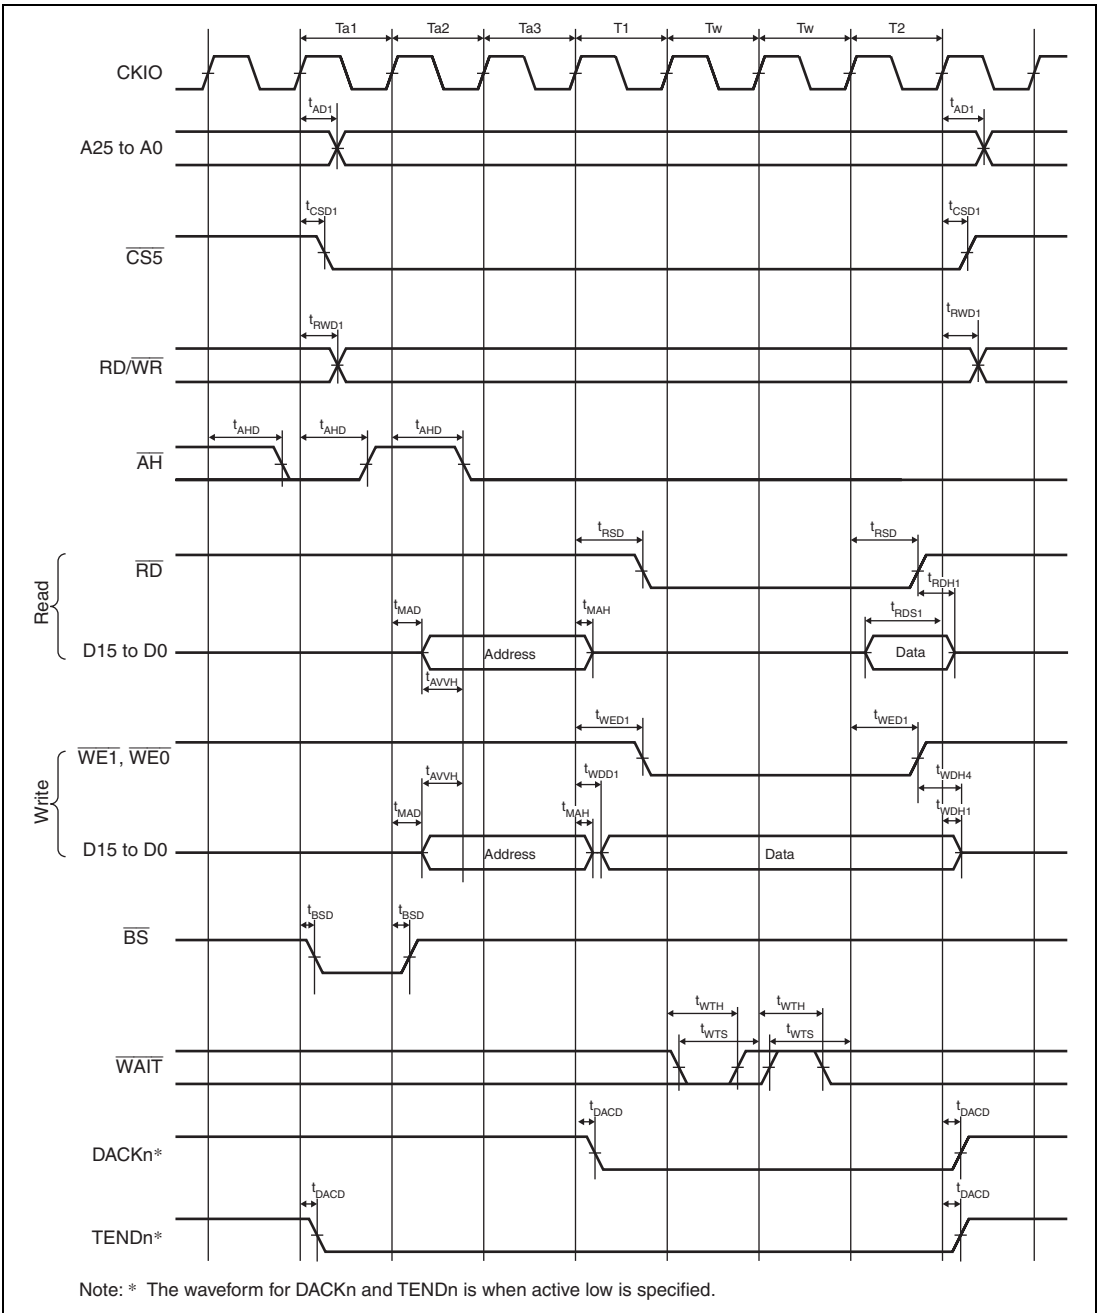 Ta1 Ta2 Ta3 T1 Tw Tw T2
CKIO
tAD1 tAD1
A25 to A0
tCSD1 tCSD1
CS5
tRWD1 tRWD1
RD/WR
tAHD tAHD tAHD
AH
tRSD tRSD
RD
tRDH1
Read
tMAD tMAH tRDS1
D15 to D0 Address Data
tAVVH
tWED1 tWED1
WE1, WE0
tAVVH tWDD1 tWDH4
Write
tMAD tMAH tWDH1
D15 to D0 Address Data
tBSD tBSD
BS
tWTH tWTH
tWTS tWTS
WAIT
tDACD tDACD
DACKn*
tDACD tDACD
TENDn*
Note: * The waveform for DACKn and TENDn is when active low is specified.